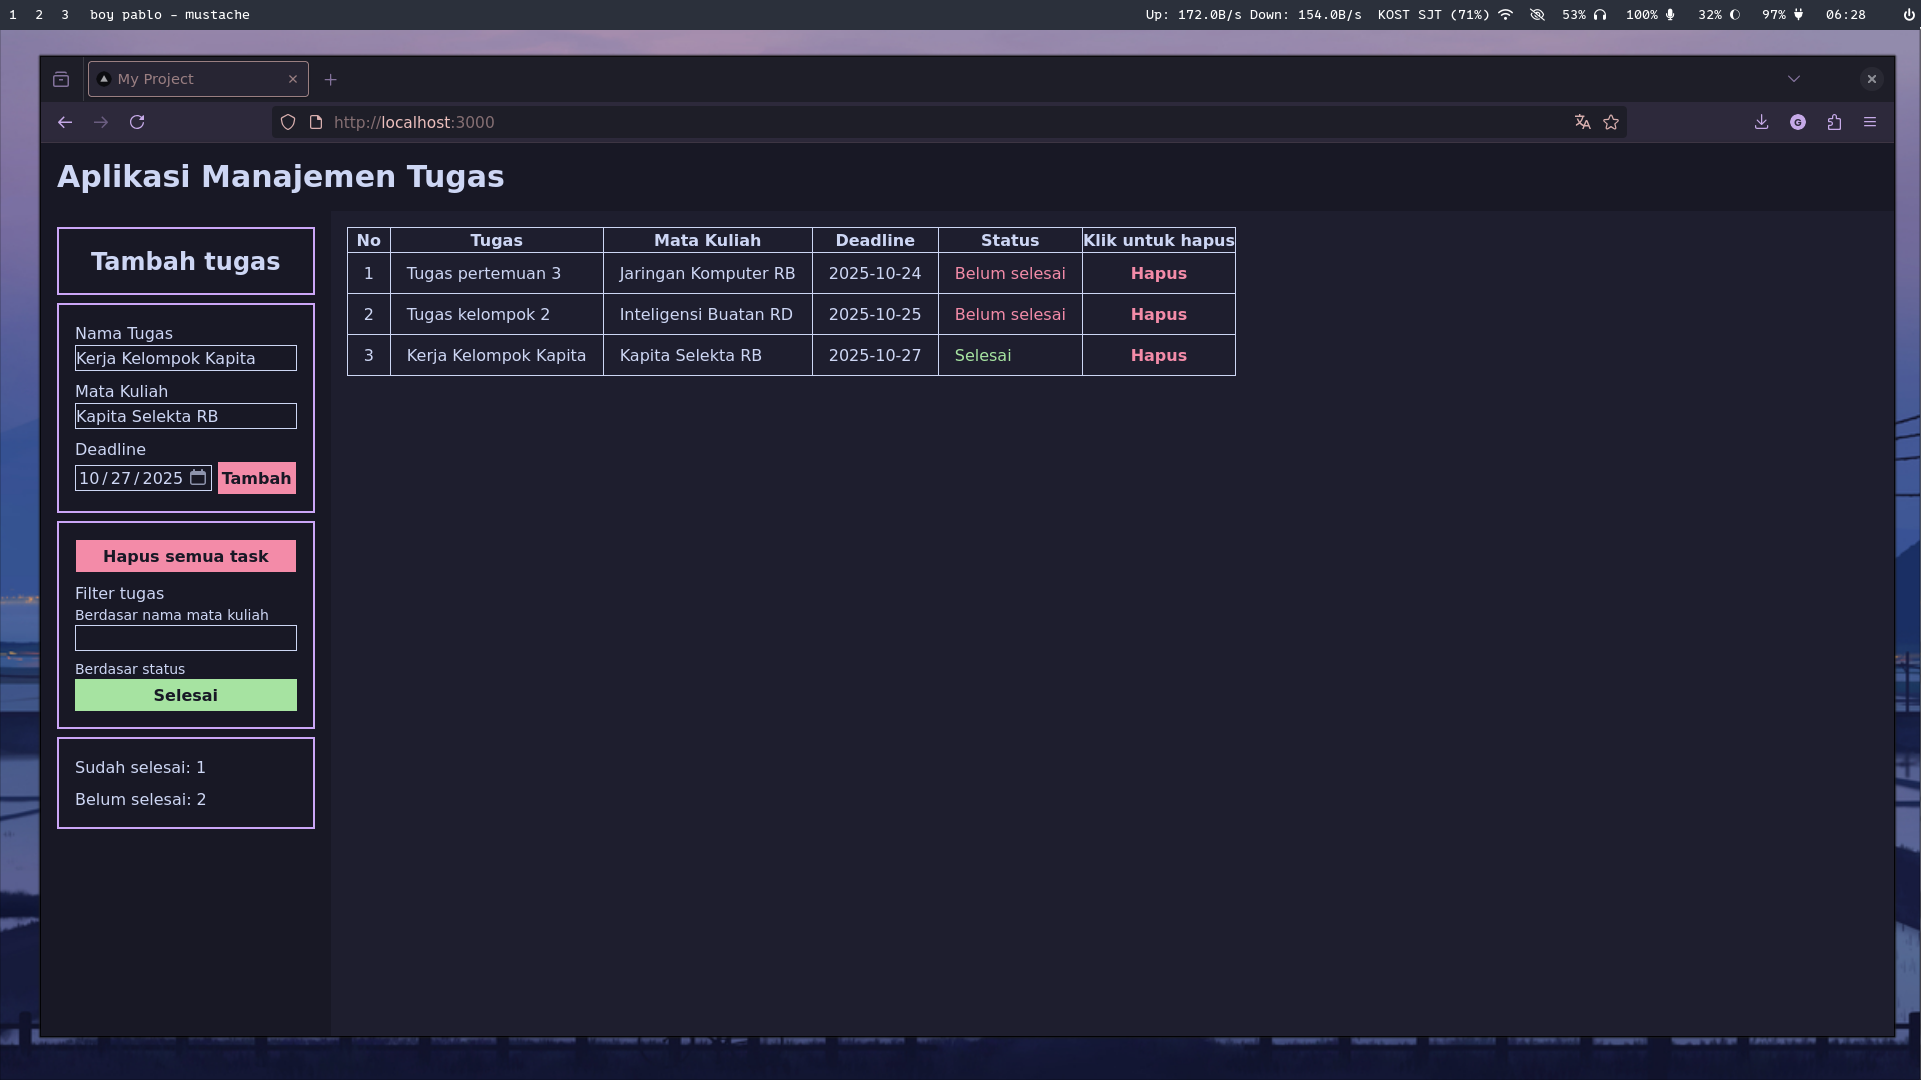 1 2 3 boy pablo - mustache Up: 172.0B/s Down: 154.0B/s KOST SJT (71%) 53% 100% 32% 97% 06:28
My Project
http://localhost:3000
G
Aplikasi Manajemen Tugas
Tambah tugas
Nama Tugas
Kerja Kelompok Kapita
Mata Kuliah
Kapita Selekta RB
Deadline
10/27/2025 Tambah
Hapus semua task
Filter tugas
Berdasar nama mata kuliah
Berdasar status
Selesai
Sudah selesai: 1
Belum selesai: 2
No Tugas Mata Kuliah Deadline Status Klik untuk hapus
1 Tugas pertemuan 3 Jaringan Komputer RB 2025-10-24 Belum selesai Hapus
2 Tugas kelompok 2 Inteligensi Buatan RD 2025-10-25 Belum selesai Hapus
3 Kerja Kelompok Kapita Kapita Selekta RB 2025-10-27 Selesai Hapus